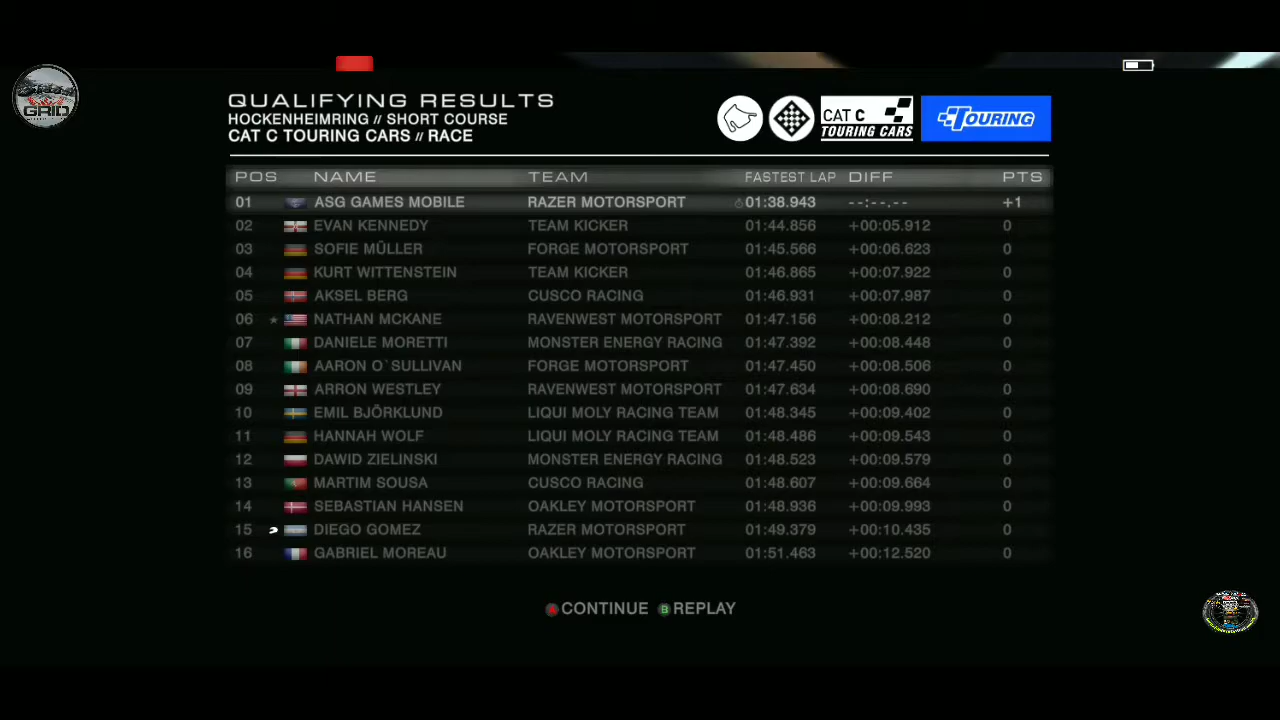 GRID
QUALIFYING RESULTS
HOCKENHEIMRING // SHORT COURSE
CAT C TOURING CARS // RACE
CAT C
TOURING CARS
TOURING
POS NAME TEAM FASTEST LAP DIFF PTS
01 ASG GAMES MOBILE RAZER MOTORSPORT 01:38.943 --:--.-- +1
02 EVAN KENNEDY TEAM KICKER 01:44.856 +00:05.912 0
03 SOFIE MÜLLER FORGE MOTORSPORT 01:45.566 +00:06.623 0
04 KURT WITTENSTEIN TEAM KICKER 01:46.865 +00:07.922 0
05 AKSEL BERG CUSCO RACING 01:46.931 +00:07.987 0
06 NATHAN MCKANE RAVENWEST MOTORSPORT 01:47.156 +00:08.212 0
07 DANIELE MORETTI MONSTER ENERGY RACING 01:47.392 +00:08.448 0
08 AARON O`SULLIVAN FORGE MOTORSPORT 01:47.450 +00:08.506 0
09 ARRON WESTLEY RAVENWEST MOTORSPORT 01:47.634 +00:08.690 0
10 EMIL BJÖRKLUND LIQUI MOLY RACING TEAM 01:48.345 +00:09.402 0
11 HANNAH WOLF LIQUI MOLY RACING TEAM 01:48.486 +00:09.543 0
12 DAWID ZIELINSKI MONSTER ENERGY RACING 01:48.523 +00:09.579 0
13 MARTIM SOUSA CUSCO RACING 01:48.607 +00:09.664 0
14 SEBASTIAN HANSEN OAKLEY MOTORSPORT 01:48.936 +00:09.993 0
15 DIEGO GOMEZ RAZER MOTORSPORT 01:49.379 +00:10.435 0
16 GABRIEL MOREAU OAKLEY MOTORSPORT 01:51.463 +00:12.520 0
A CONTINUE B REPLAY